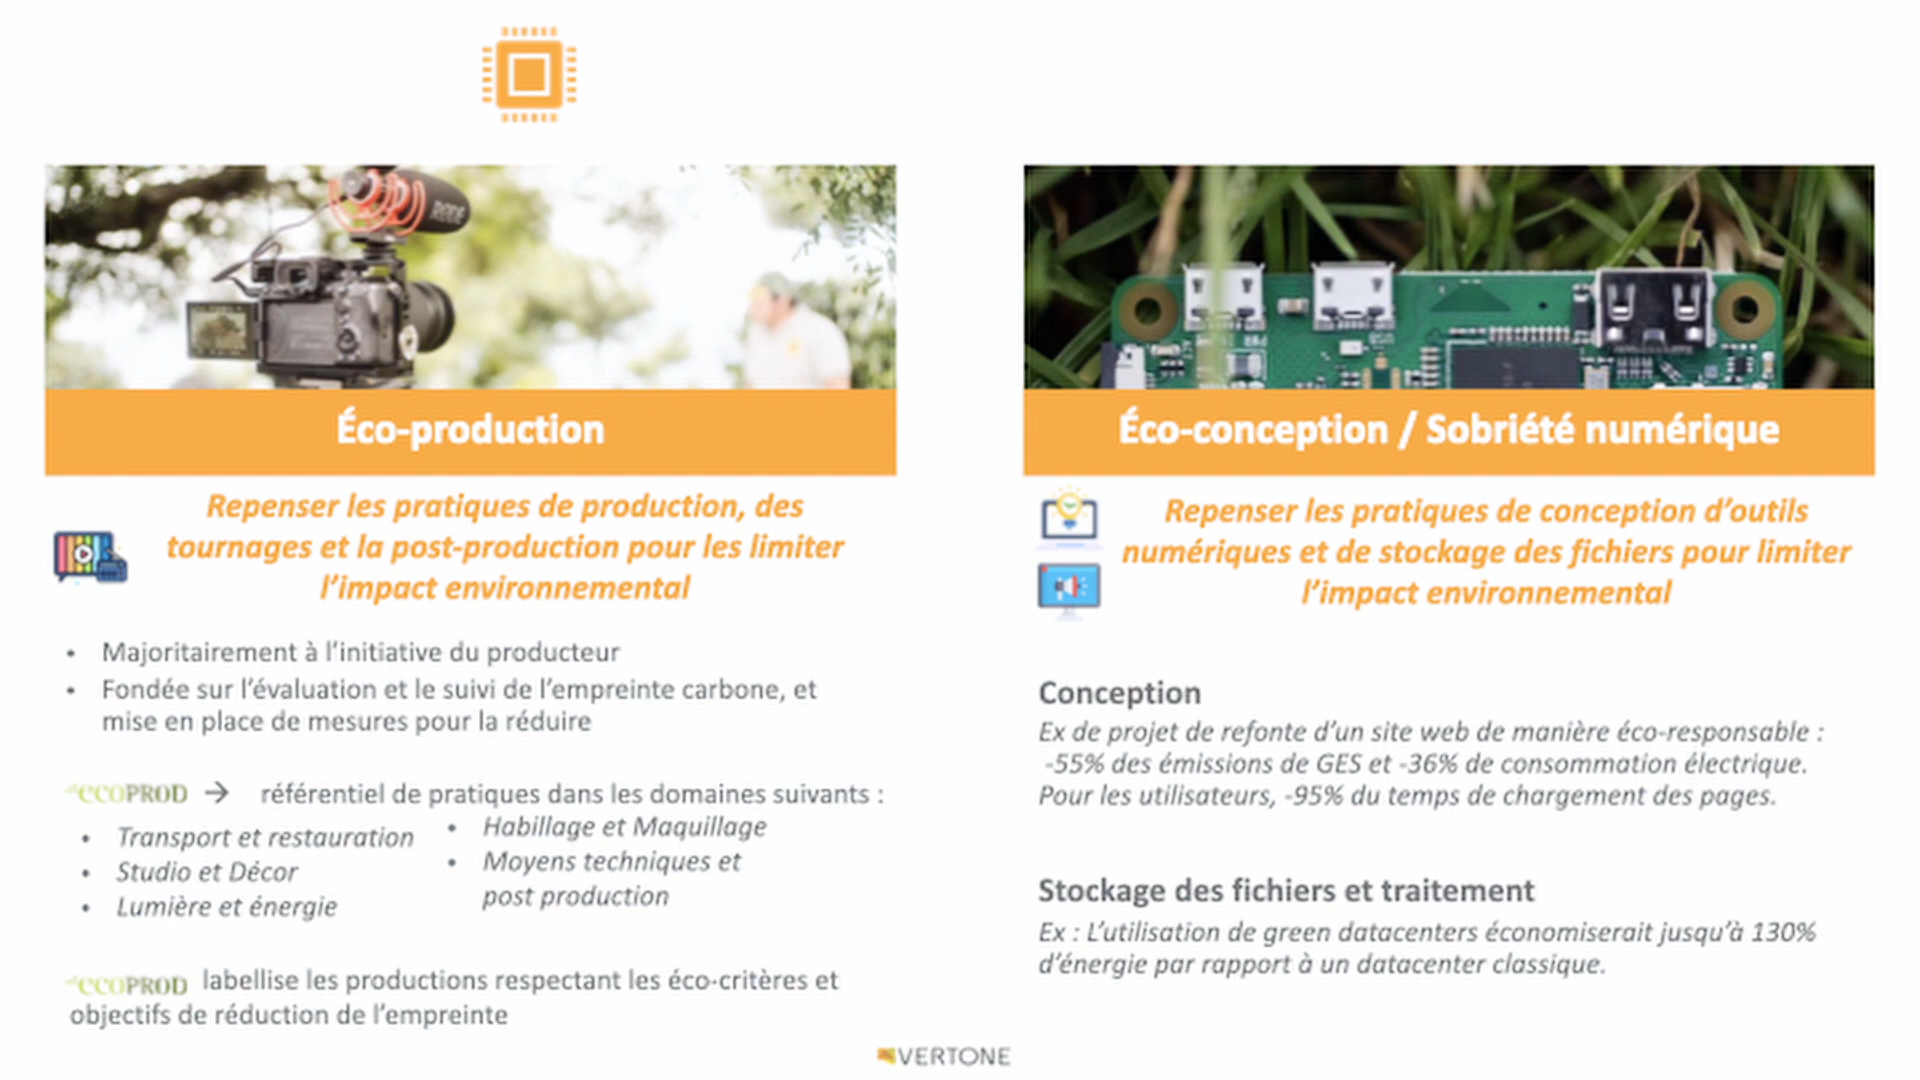 RODE
Éco-production
Repenser les pratiques de production, des
tournages et la post-production pour les limiter
l'impact environnemental
• Majoritairement à l'initiative du producteur
• Fondée sur l'évaluation et le suivi de l'empreinte carbone, et
mise en place de mesures pour la réduire
ecoPROD → référentiel de pratiques dans les domaines suivants :
• Transport et restauration
• Studio et Décor
• Lumière et énergie
• Habillage et Maquillage
• Moyens techniques et
post production
ecoPROD labellise les productions respectant les éco-critères et
objectifs de réduction de l'empreinte
Éco-conception / Sobriété numérique
Repenser les pratiques de conception d'outils
numériques et de stockage des fichiers pour limiter
l'impact environnemental
Conception
Ex de projet de refonte d'un site web de manière éco-responsable :
-55% des émissions de GES et -36% de consommation électrique.
Pour les utilisateurs, -95% du temps de chargement des pages.
Stockage des fichiers et traitement
Ex : L'utilisation de green datacenters économiserait jusqu'à 130%
d'énergie par rapport à un datacenter classique.
VERTONE